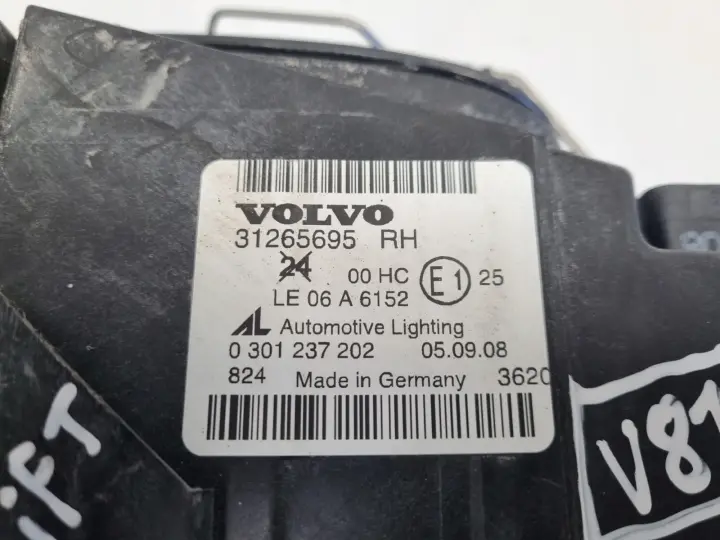 VOLVO
31265695 RH
24 00 HC E1 25
LE 06 A 6152
AL Automotive Lighting
0 301 237 202 05.09.08
824 Made in Germany 3620
V81